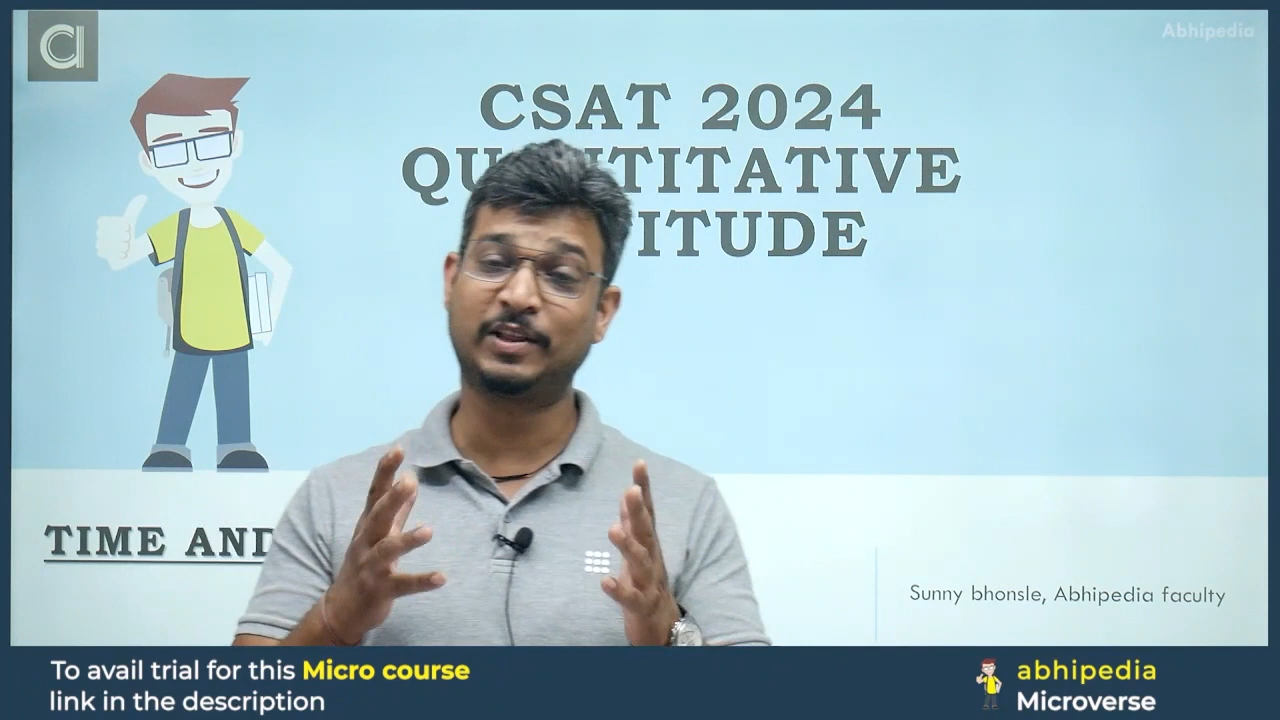 Abhipedia
CSAT 2024
TITATIVE
ITUDE
TIME AND
Sunny bhonsle, Abhipedia faculty
To avail trial for this Micro course
link in the description
abhipedia
Microverse